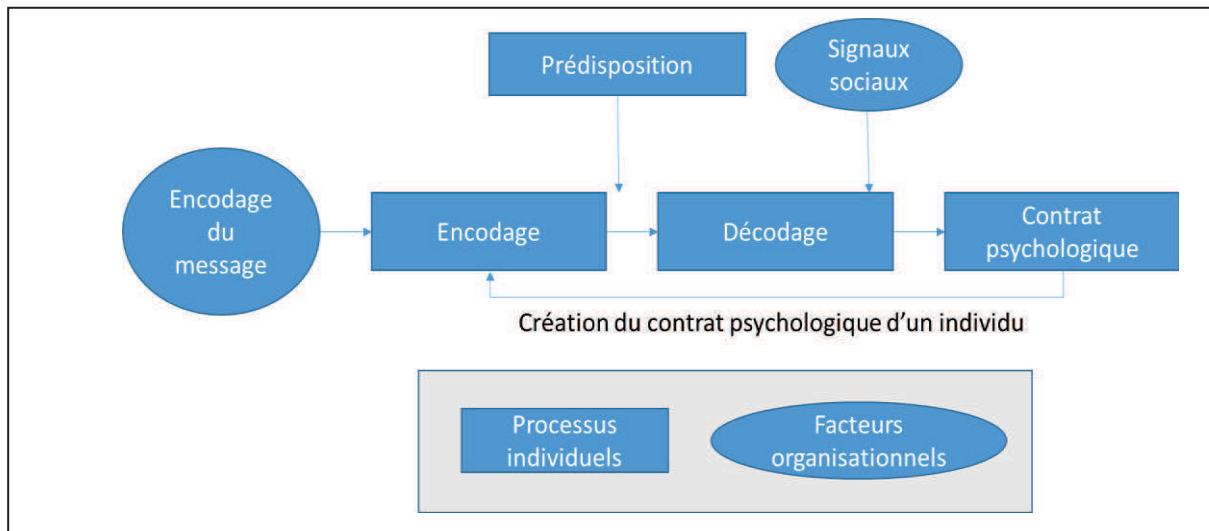 Prédisposition
Signaux
sociaux
Encodage
du
message
Encodage
Décodage
Contrat
psychologique
Création du contrat psychologique d'un individu
Processus
individuels
Facteurs
organisationnels